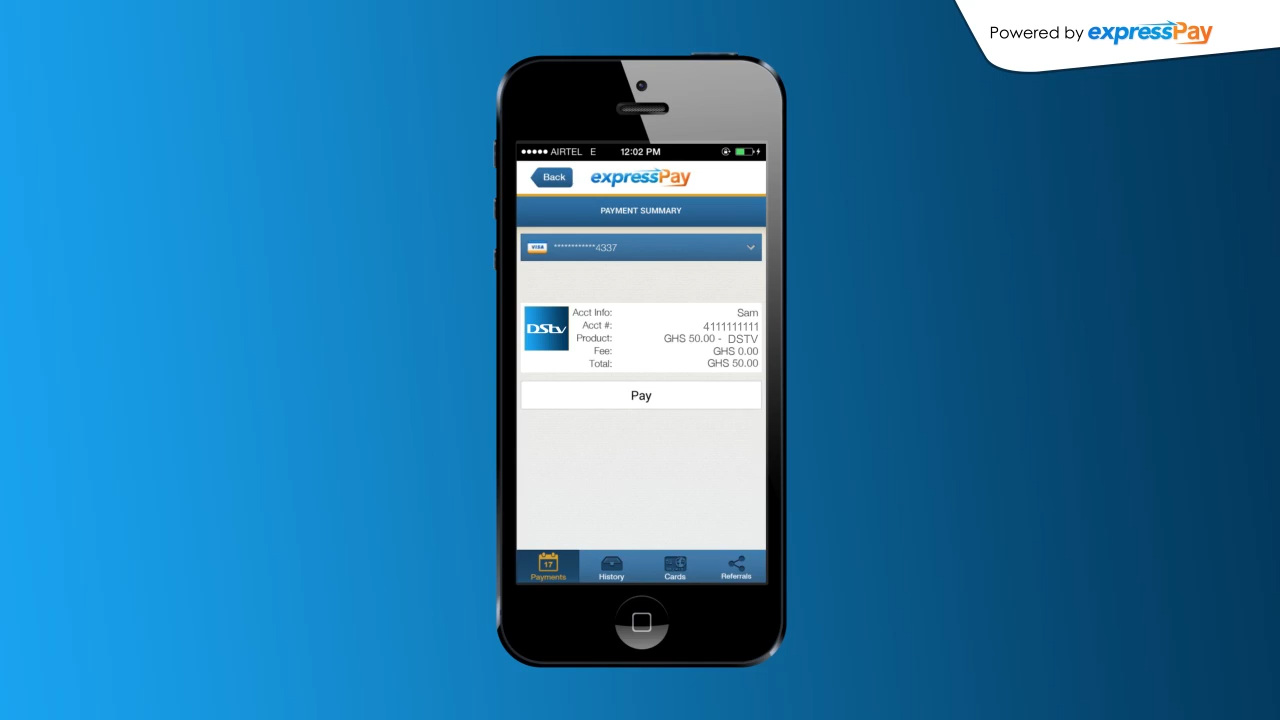 Powered by expressPay
AIRTEL E 12:02 PM
Back expressPay
PAYMENT SUMMARY
VISA ************4337
DStv
Acct Info: Sam
Acct #: 4111111111
Product: GHS 50.00 - DSTV
Fee: GHS 0.00
Total: GHS 50.00
Pay
17
Payments History Cards Referrals